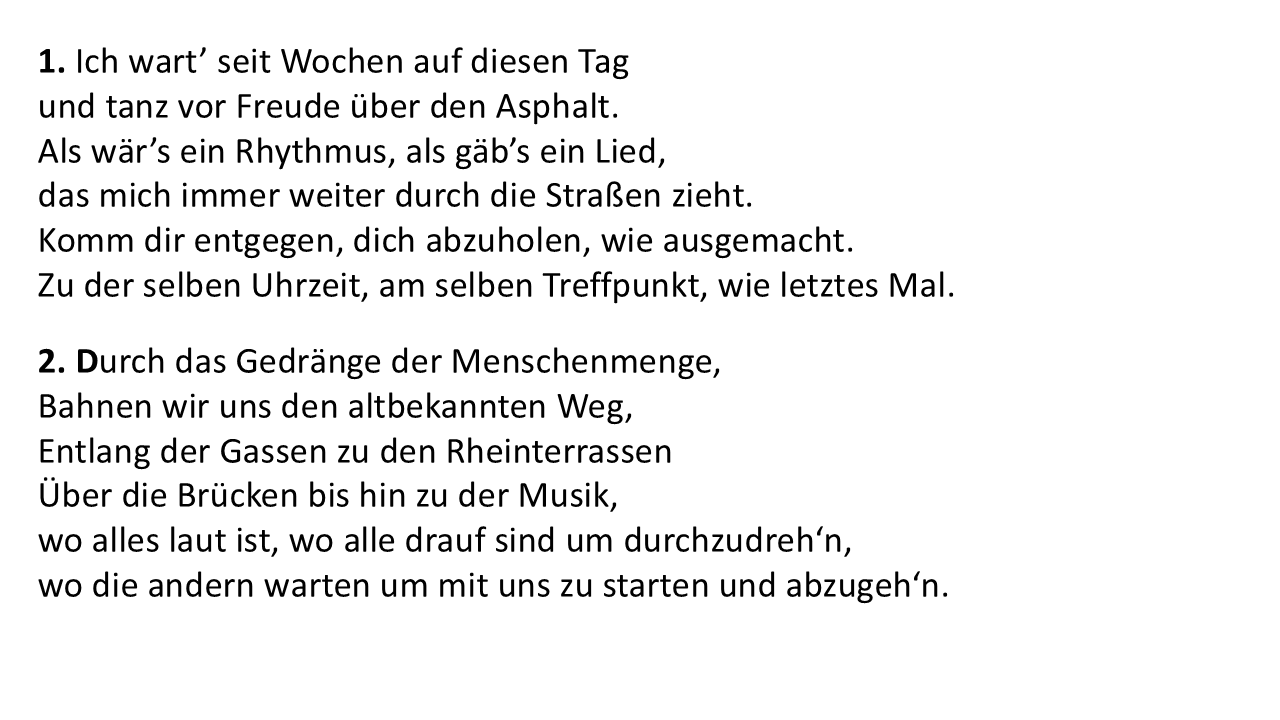 1. Ich wart’ seit Wochen auf diesen Tag
und tanz vor Freude über den Asphalt.
Als wär’s ein Rhythmus, als gäb’s ein Lied,
das mich immer weiter durch die Straßen zieht.
Komm dir entgegen, dich abzuholen, wie ausgemacht.
Zu der selben Uhrzeit, am selben Treffpunkt, wie letztes Mal.
2. Durch das Gedränge der Menschenmenge,
Bahnen wir uns den altbekannten Weg,
Entlang der Gassen zu den Rheinterrassen
Über die Brücken bis hin zu der Musik,
wo alles laut ist, wo alle drauf sind um durchzudreh‘n,
wo die andern warten um mit uns zu starten und abzugeh‘n.